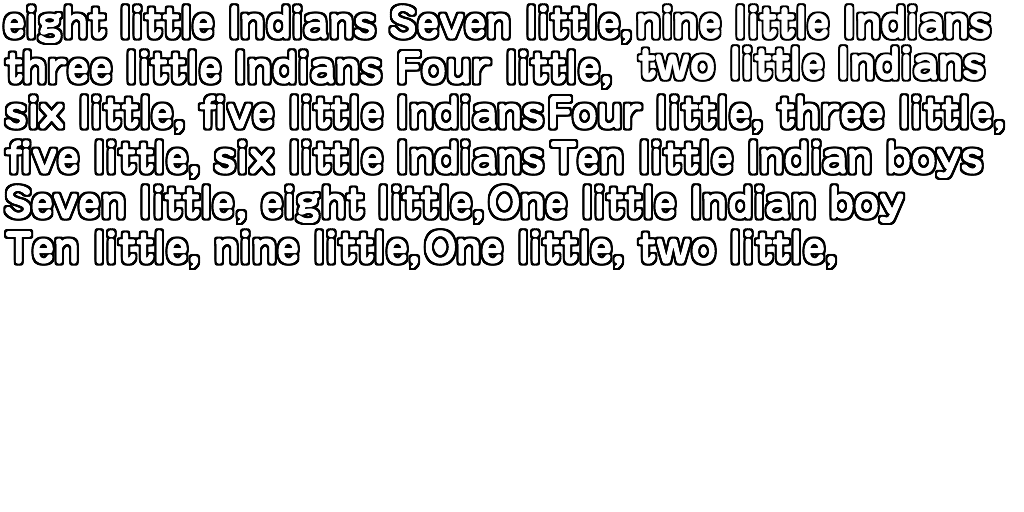 eight little Indians Seven little,nine little Indians
three little Indians Four little, two little Indians
six little, five little IndiansFour little, three little,
five little, six little Indians Ten little Indian boys
Seven little, eight little,One little Indian boy
Ten little, nine little,One little, two little,